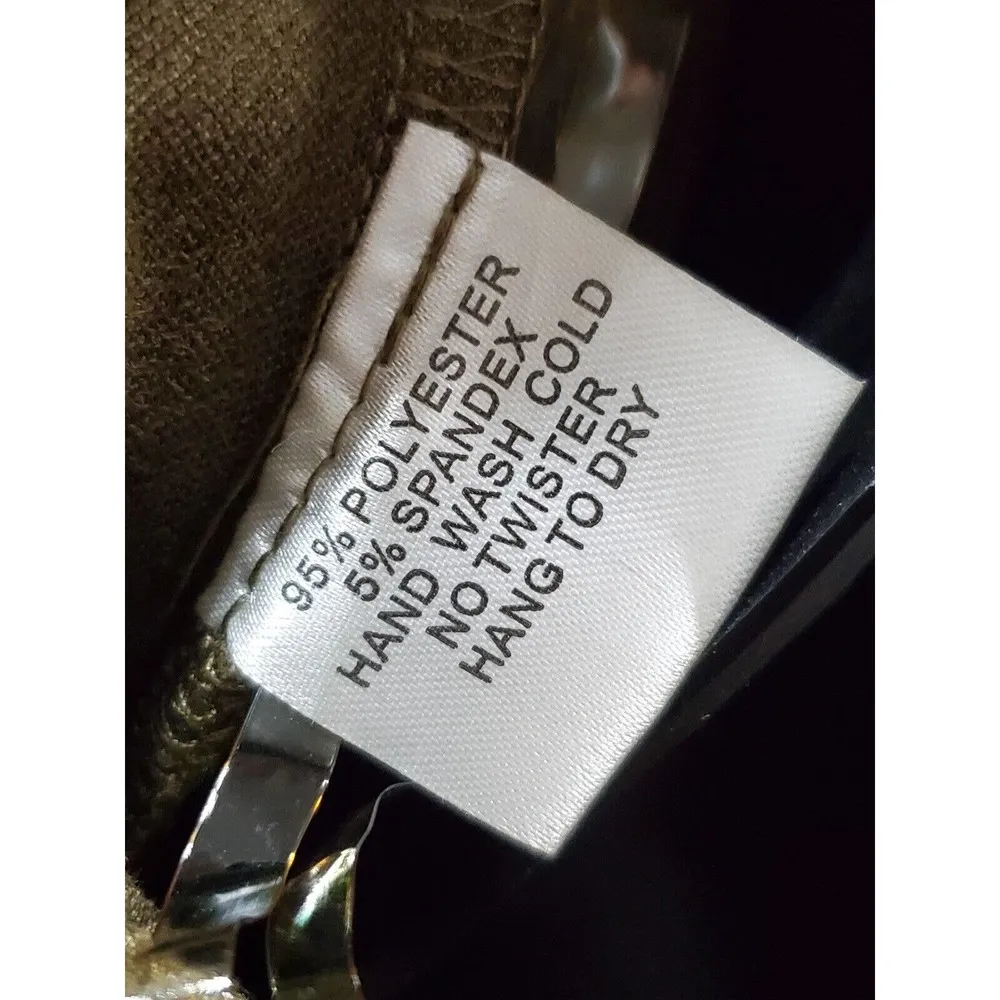 95% POLYESTER
5% SPANDEX
HAND WASH COLD
NO TWISTER
HANG TO DRY